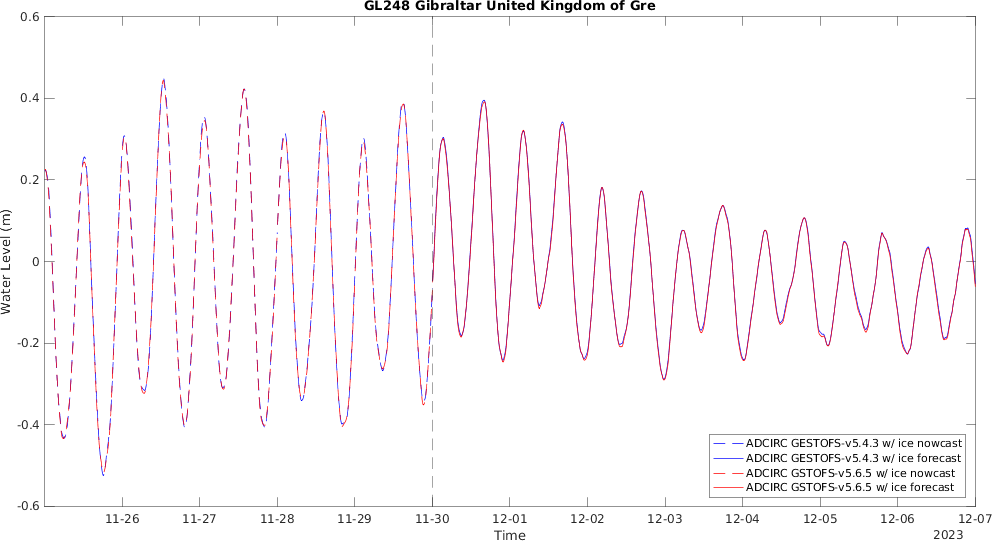 GL248 Gibraltar United Kingdom of Gre
0.6
0.4
0.2
0
-0.2
-0.4
-0.6
Water Level (m)
11-26 11-27 11-28 11-29 11-30 12-01 12-02 12-03 12-04 12-05 12-06 12-07
Time
2023
ADCIRC GESTOFS-v5.4.3 w/ ice nowcast
ADCIRC GESTOFS-v5.4.3 w/ ice forecast
ADCIRC GSTOFS-v5.6.5 w/ ice nowcast
ADCIRC GSTOFS-v5.6.5 w/ ice forecast